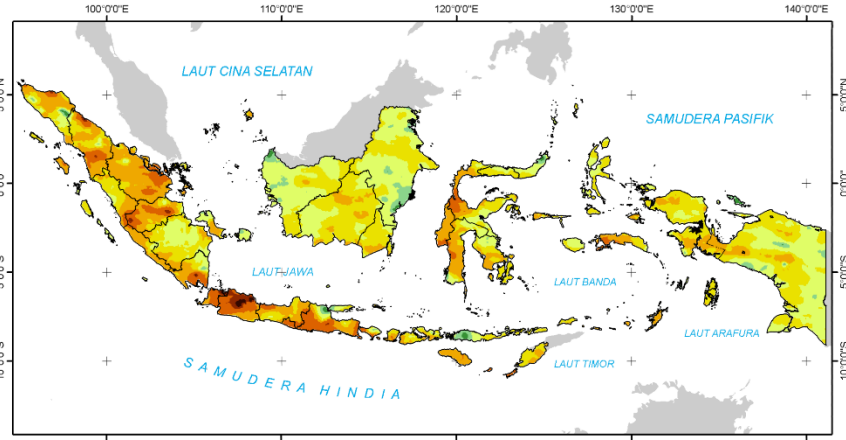 100°0'0"E 110°0'0"E 120°0'0"E 130°0'0"E 140°0'0"E
LAUT CINA SELATAN
5°0'0"N 5°0'0"N
SAMUDERA PASIFIK
0°0'0" 0°0'0"
LAUT JAWA
5°0'0"S 5°0'0"S
LAUT BANDA
LAUT ARAFURA
10°0'0"S 10°0'0"S
LAUT TIMOR
SAMUDERA HINDIA